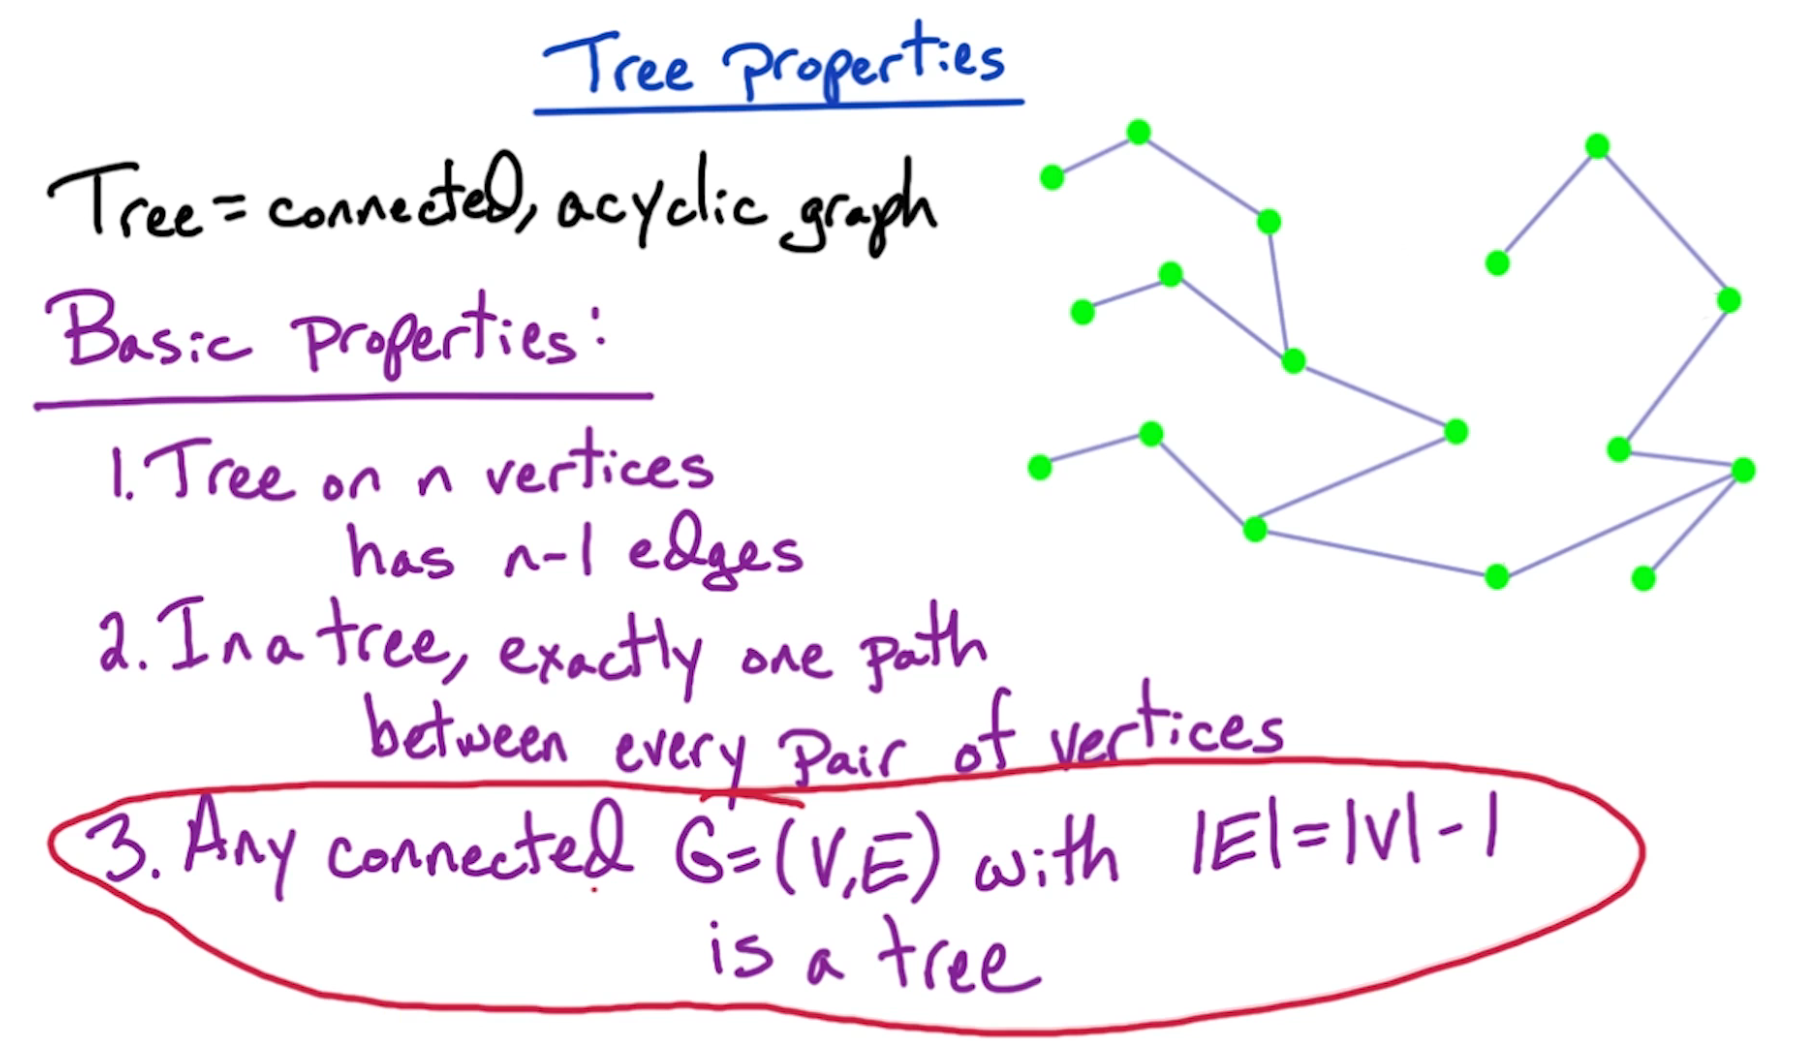 Tree Properties
Tree = connected, acyclic graph
Basic Properties:
1. Tree on n vertices
has n-1 edges
2. In a tree, exactly one path
between every pair of vertices
3. Any connected G=(V,E) with |E|=|V|-1
is a tree